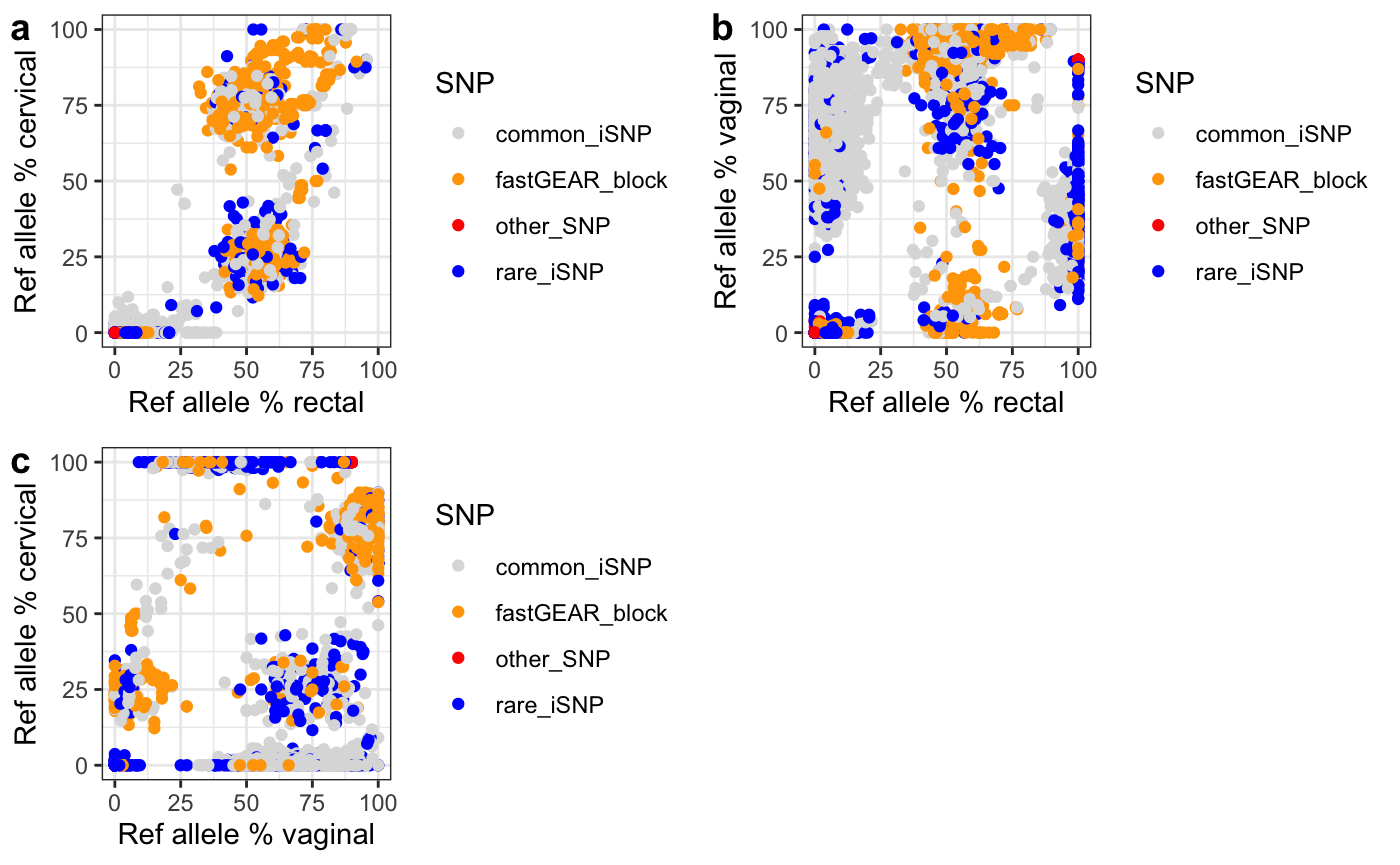 a
Ref allele % cervical
100
75
50
25
0
0 25 50 75 100
Ref allele % rectal
SNP
common_iSNP
fastGEAR_block
other_SNP
rare_iSNP
b
Ref allele % vaginal
100
75
50
25
0
0 25 50 75 100
Ref allele % rectal
SNP
common_iSNP
fastGEAR_block
other_SNP
rare_iSNP
c
Ref allele % cervical
100
75
50
25
0
0 25 50 75 100
Ref allele % vaginal
SNP
common_iSNP
fastGEAR_block
other_SNP
rare_iSNP